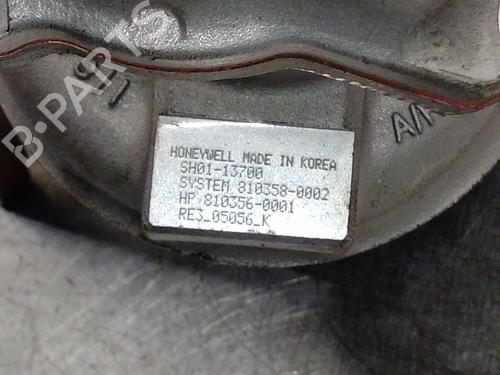 B-PARTS
HONEYWELL MADE IN KOREA
SH01-13700
SYSTEM 810358-0002
HP 810356-0001
RE3_05056_K